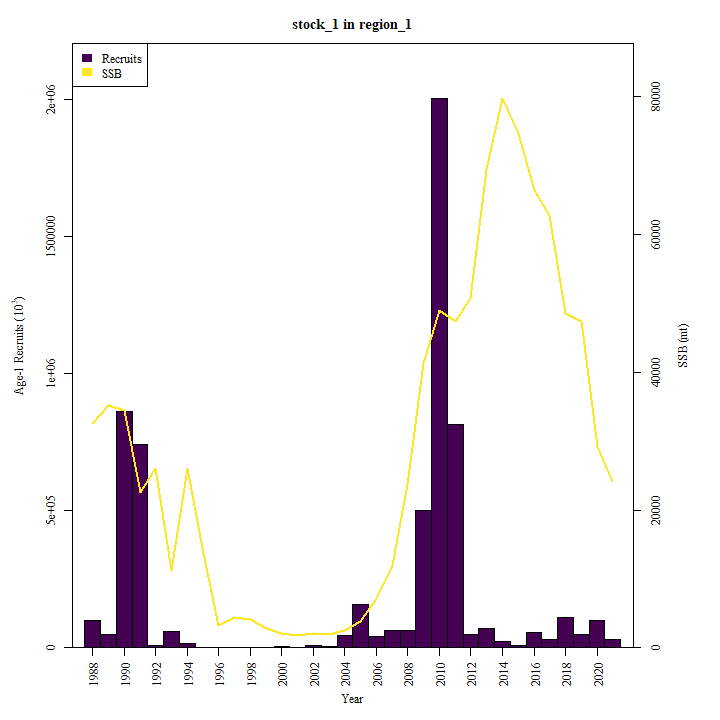 stock_1 in region_1
Recruits
SSB
Age-1 Recruits (10³)
0
5e+05
1e+06
1500000
2e+06
SSB (mt)
0
20000
40000
60000
80000
1988
1990
1992
1994
1996
1998
2000
2002
2004
2006
2008
2010
2012
2014
2016
2018
2020
Year